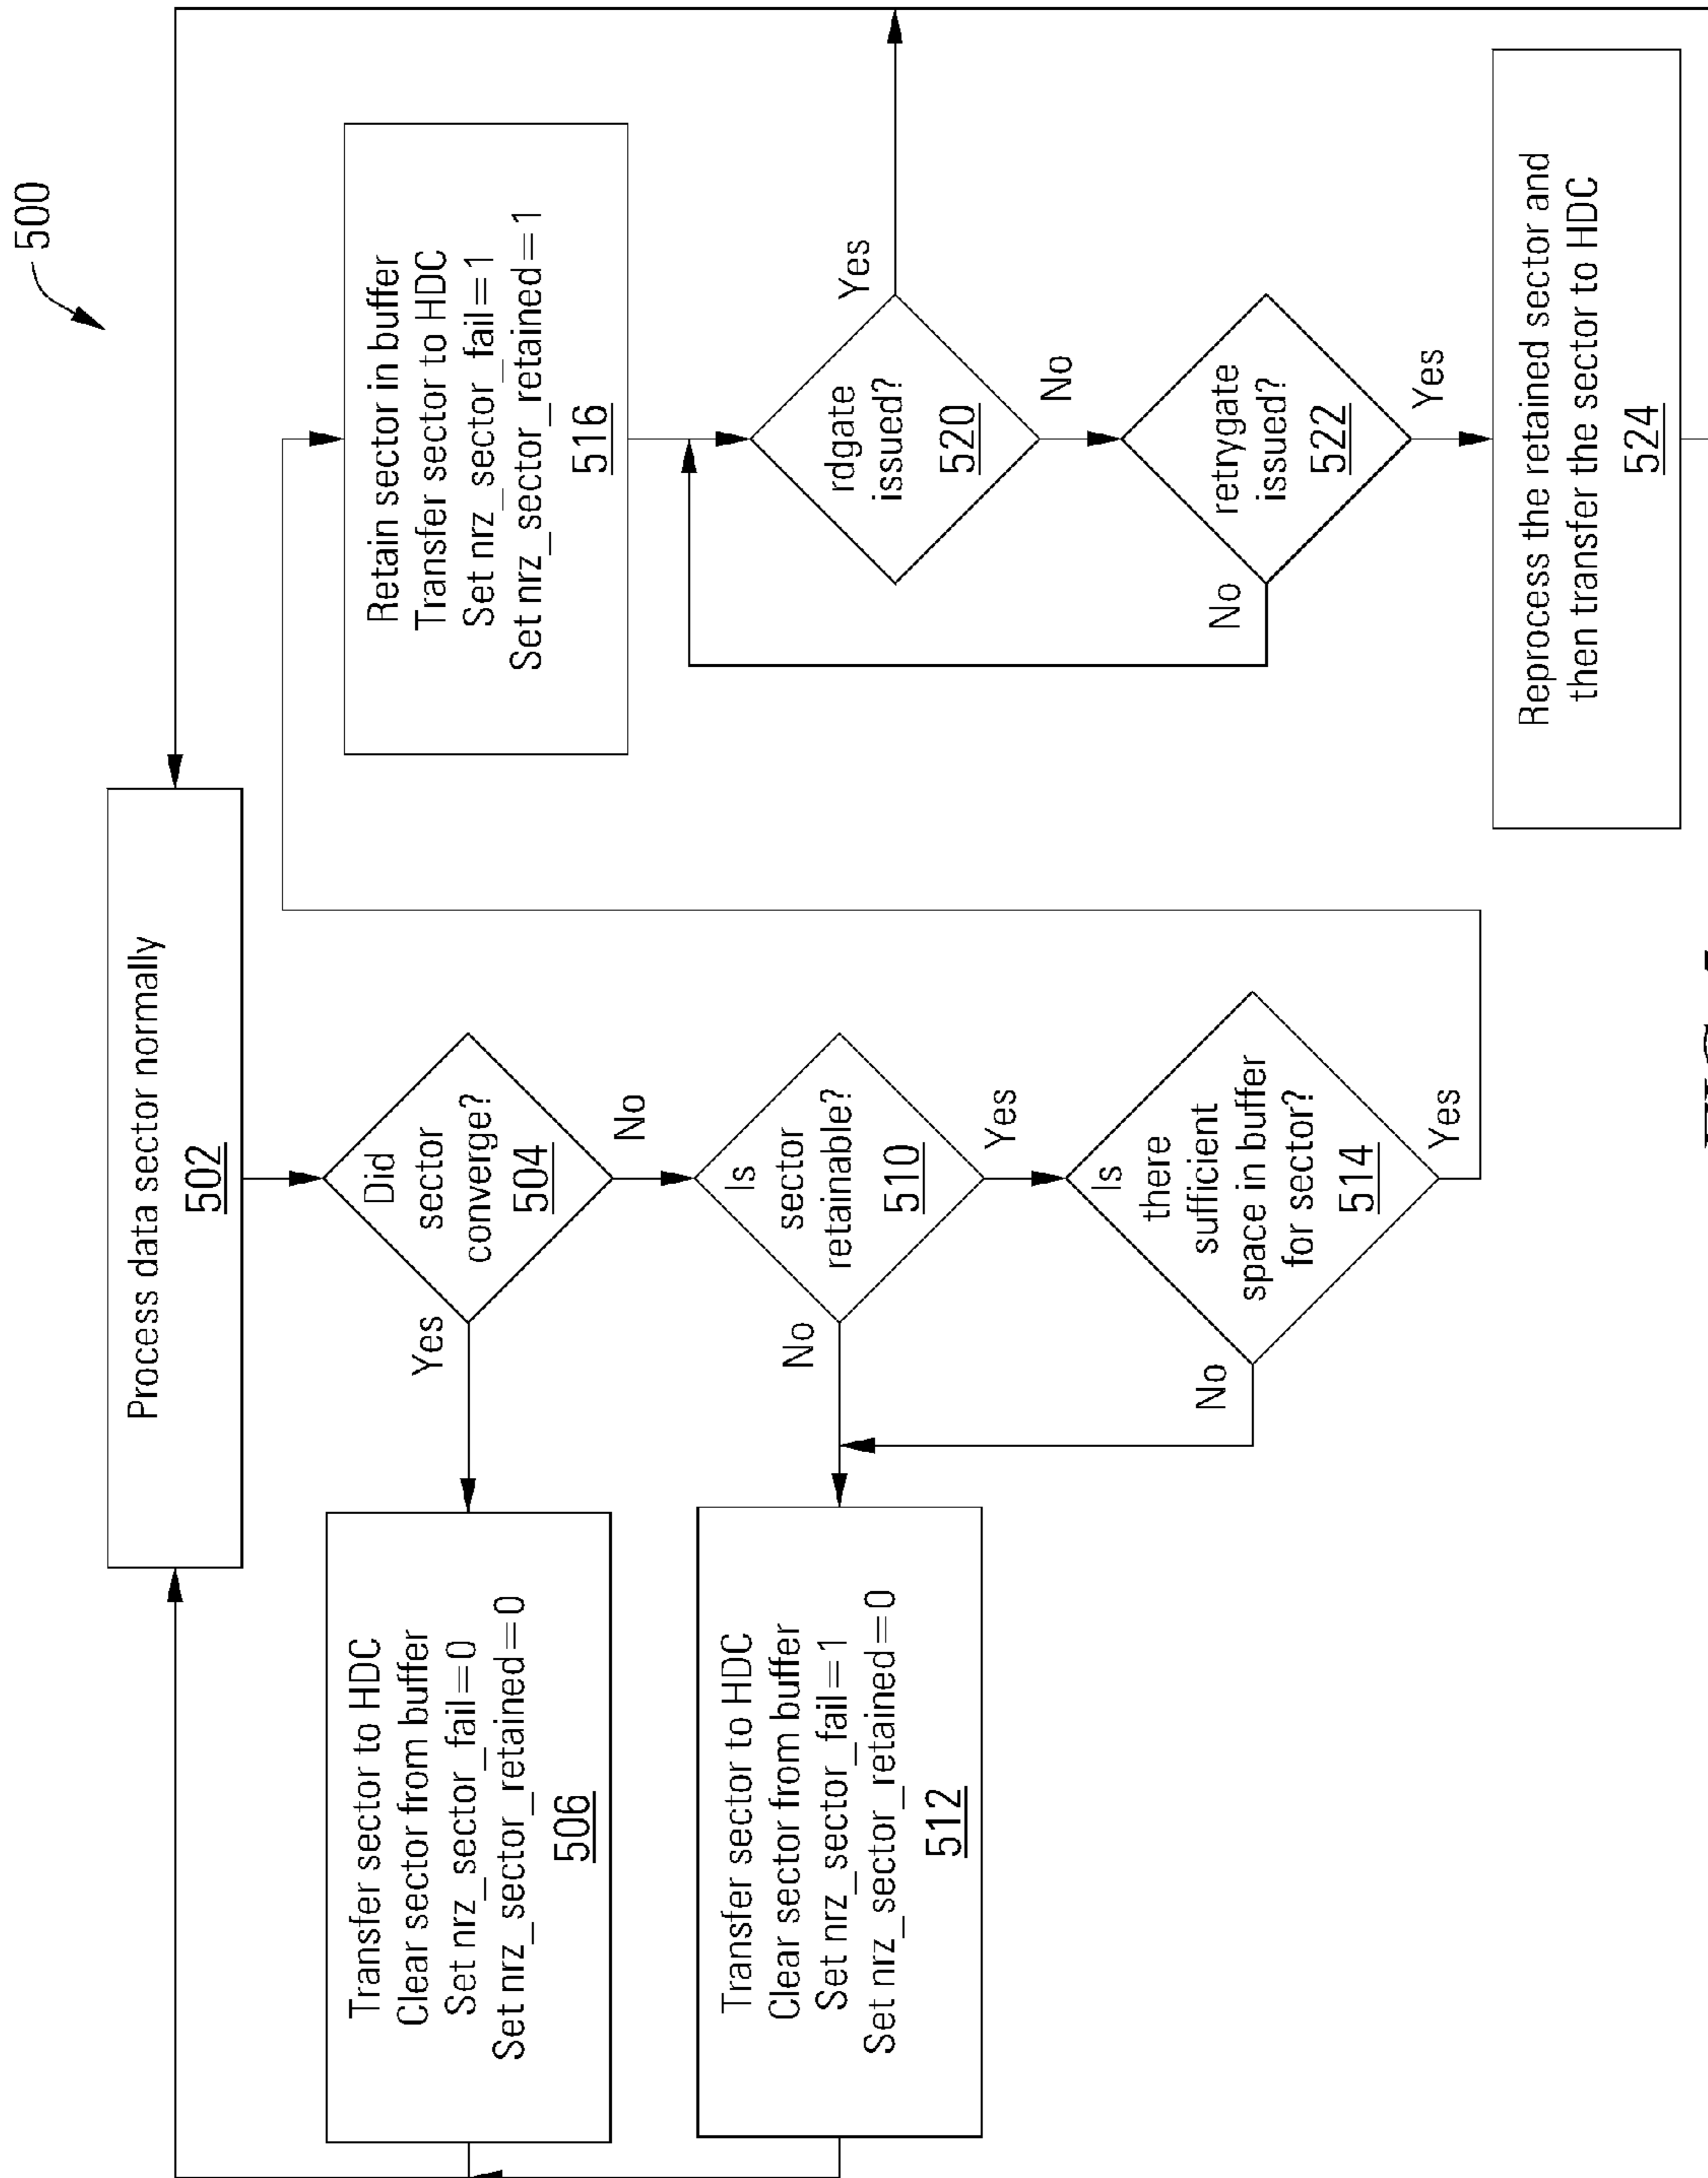 500
Process data sector normally
502
Did
sector
converge?
504
Yes
No
Transfer sector to HDC
Clear sector from buffer
Set nrz_sector_fail=0
Set nrz_sector_retained=0
506
Is
sector
retainable?
510
No
Yes
Transfer sector to HDC
Clear sector from buffer
Set nrz_sector_fail=1
Set nrz_sector_retained=0
512
Is
there
sufficient
space in buffer
for sector?
514
No
Yes
Retain sector in buffer
Transfer sector to HDC
Set nrz_sector_fail=1
Set nrz_sector_retained=1
516
rdgate
issued?
520
Yes
No
retrygate
issued?
522
No
Yes
Reprocess the retained sector and
then transfer the sector to HDC
524